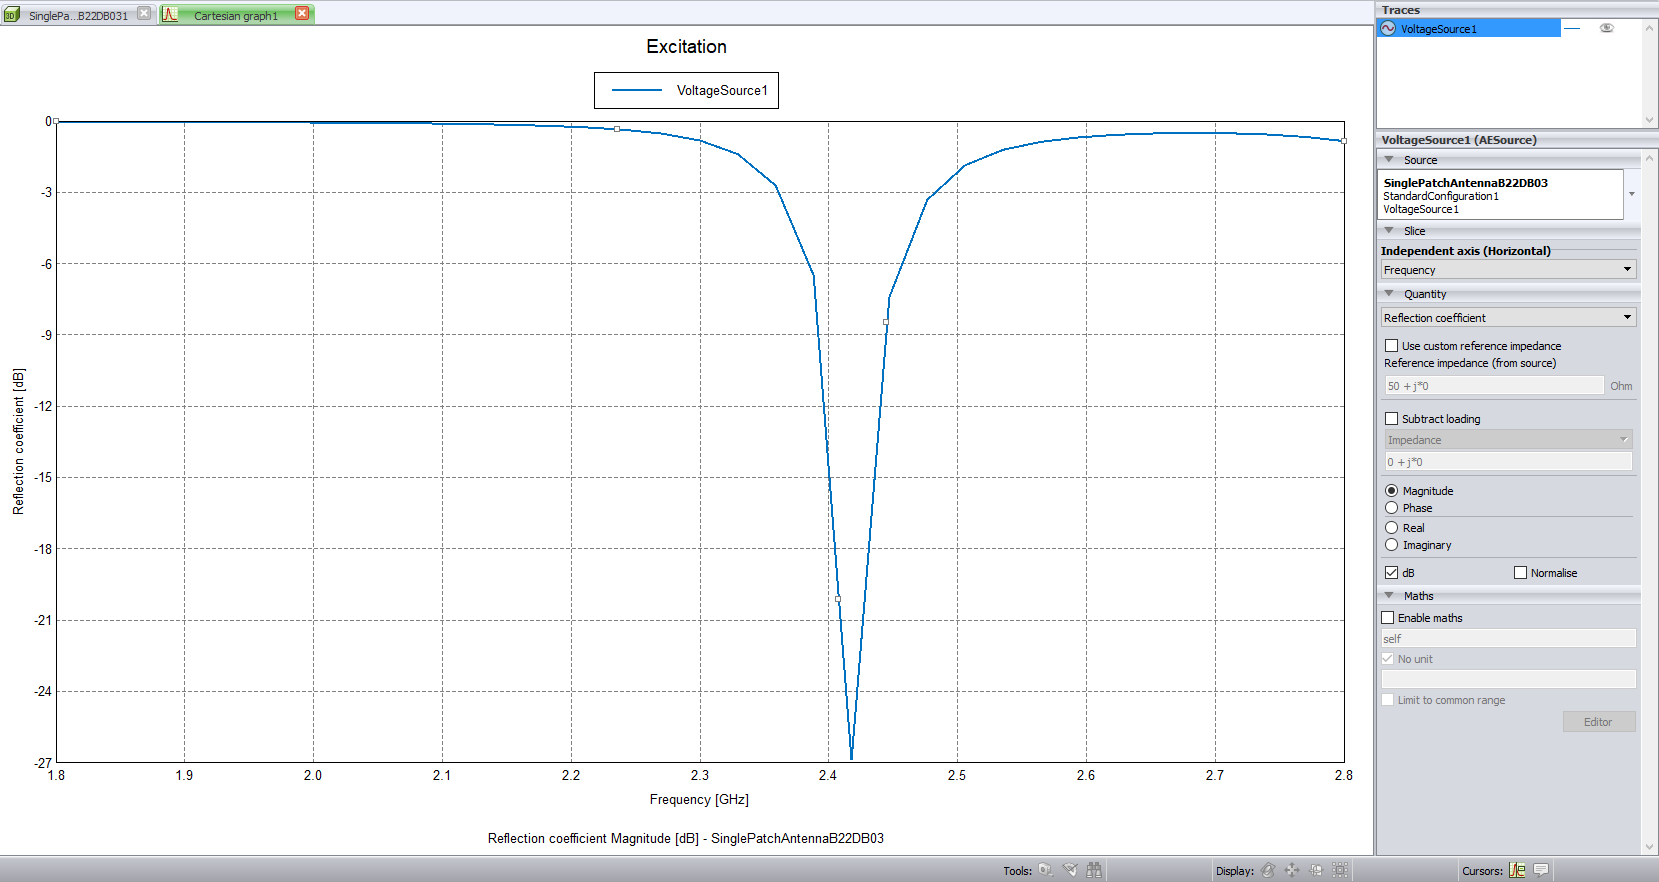 SinglePa...B22DB031
Cartesian graph1
Excitation
VoltageSource1
0
-3
-6
-9
-12
-15
-18
-21
-24
-27
Reflection coefficient [dB]
1.8 1.9 2.0 2.1 2.2 2.3 2.4 2.5 2.6 2.7 2.8
Frequency [GHz]
Reflection coefficient Magnitude [dB] - SinglePatchAntennaB22DB03
Traces
VoltageSource1
VoltageSource1 (AESource)
Source
SinglePatchAntennaB22DB03
StandardConfiguration1
VoltageSource1
Slice
Independent axis (Horizontal)
Frequency
Quantity
Reflection coefficient
Use custom reference impedance
Reference impedance (from source)
50 + j*0 Ohm
Subtract loading
Impedance
0 + j*0
Magnitude
Phase
Real
Imaginary
dB Normalise
Maths
Enable maths
self
No unit
Limit to common range
Editor
Tools: Display: Cursors: